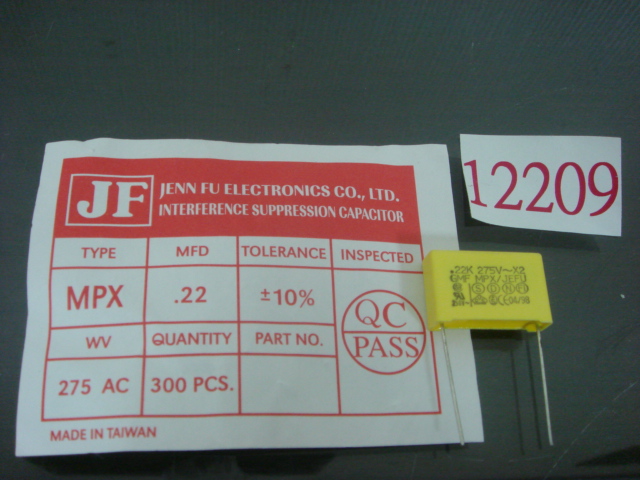 JF JENN FU ELECTRONICS CO., LTD.
INTERFERENCE SUPPRESSION CAPACITOR
TYPE MFD TOLERANCE INSPECTED
MPX .22 ±10%
QC PASS
WV QUANTITY PART NO.
275 AC 300 PCS.
MADE IN TAIWAN
12209
.22K 275V~X2
MPX/JEFU